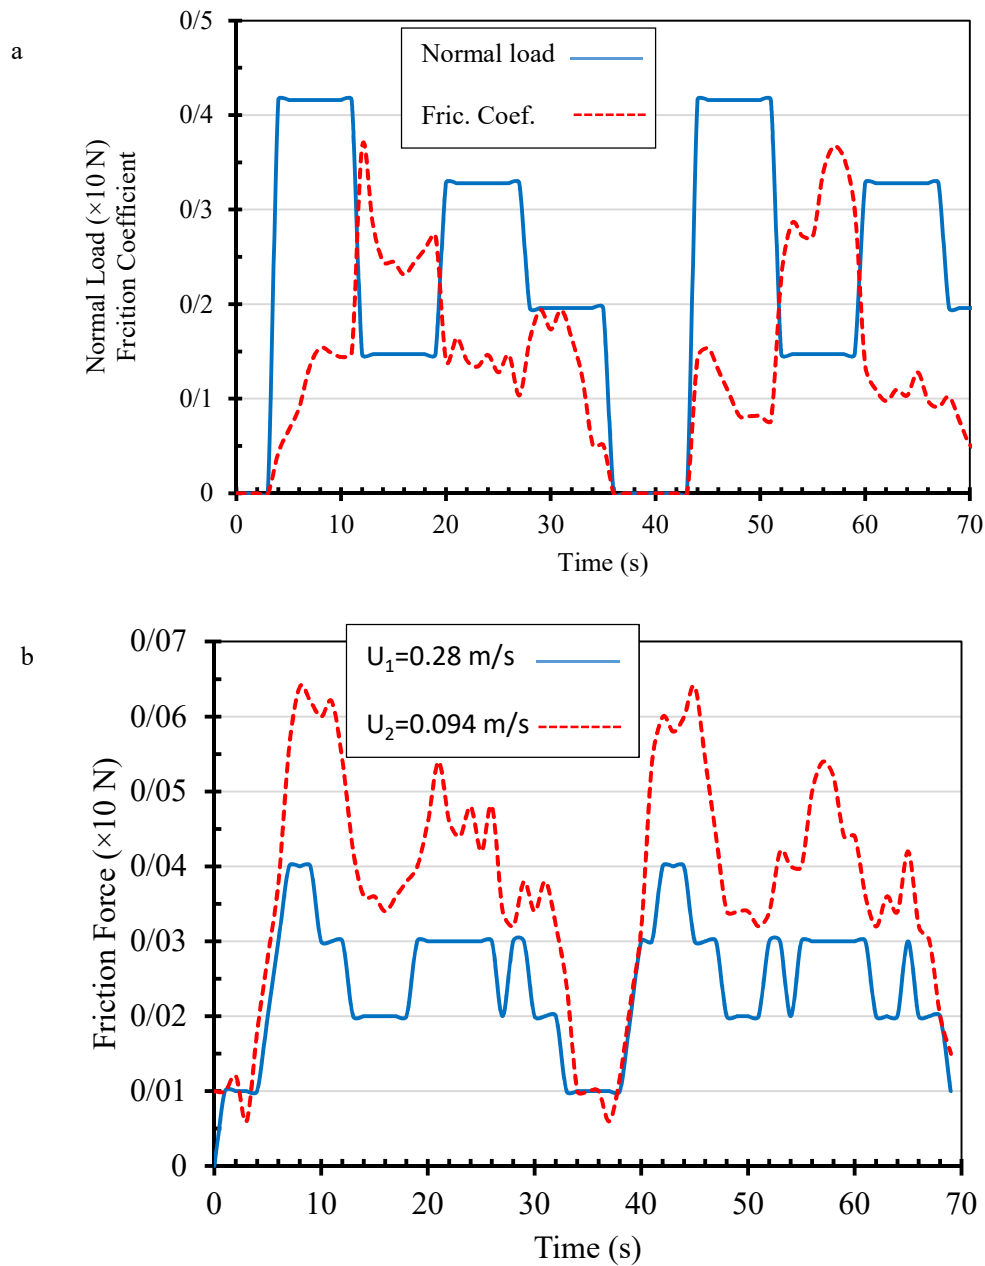 a
0/5
0/4
0/3
0/2
0/1
0
Normal Load (×10 N)
Frcition Coefficient
Normal load
Fric. Coef.
0 10 20 30 40 50 60 70
Time (s)
b
0/07
0/06
0/05
0/04
0/03
0/02
0/01
0
Friction Force (×10 N)
U₁=0.28 m/s
U₂=0.094 m/s
0 10 20 30 40 50 60 70
Time (s)